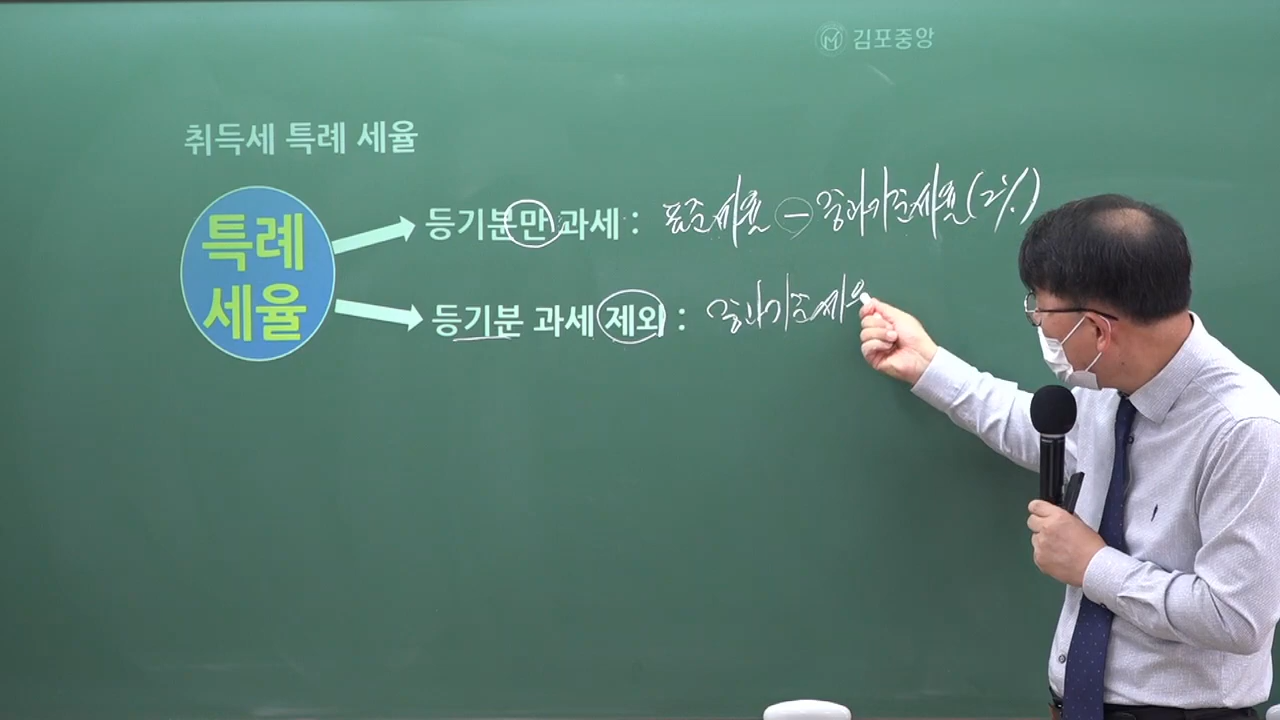 김포중앙
취득세 특례 세율
특례
세율
등기분만 과세 : 표준세율 - 중과기준세율(2%)
등기분 과세 제외 : 중과기준세율